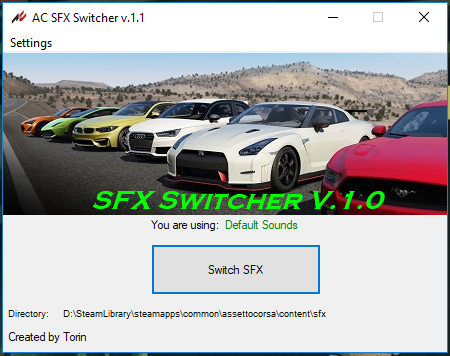 AC SFX Switcher v.1.1
Settings
SFX Switcher V.1.0
You are using: Default Sounds
Switch SFX
Directory: D:\SteamLibrary\steamapps\common\assettocorsa\content\sfx
Created by Torin